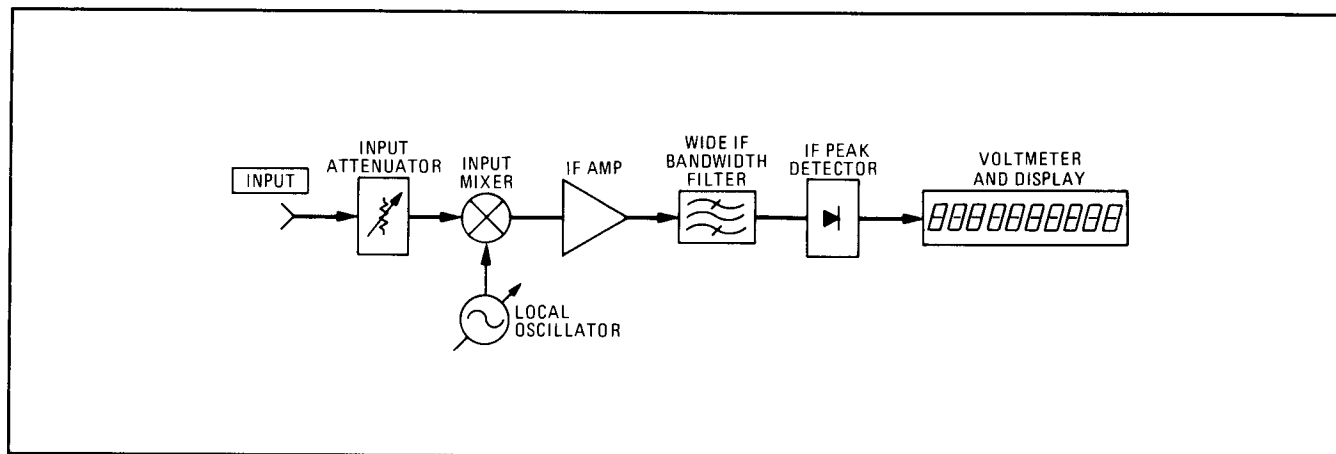 INPUT
INPUT
ATTENUATOR
INPUT
MIXER
LOCAL
OSCILLATOR
IF AMP
WIDE IF
BANDWIDTH
FILTER
IF PEAK
DETECTOR
VOLTMETER
AND DISPLAY
8888888888